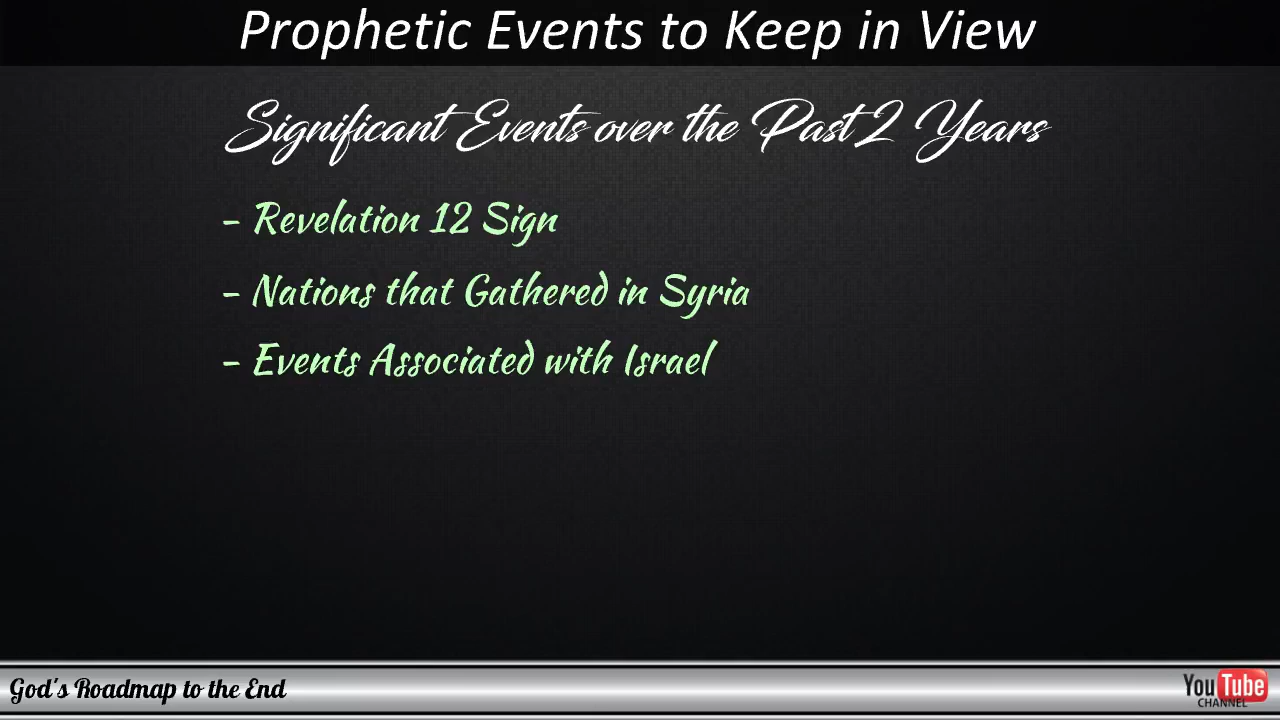 Prophetic Events to Keep in View
Significant Events over the Past 2 Years
- Revelation 12 Sign
- Nations that Gathered in Syria
- Events Associated with Israel
God's Roadmap to the End
YouTube
CHANNEL